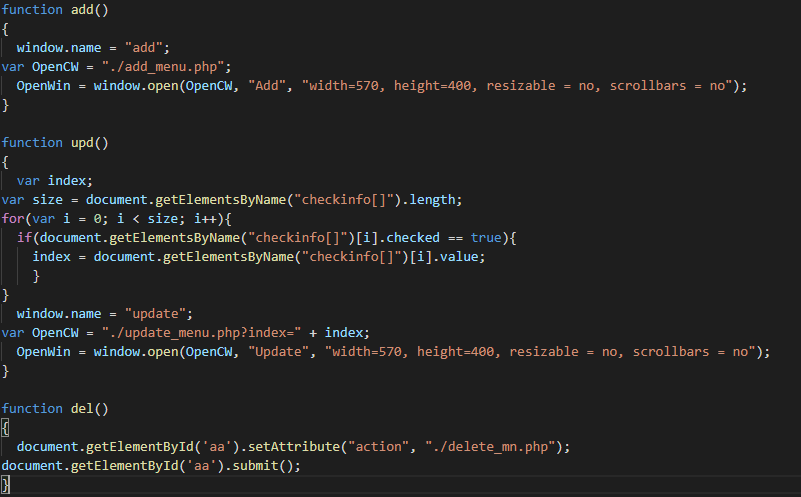 function add()
{
window.name = "add";
var OpenCW = "./add_menu.php";
OpenWin = window.open(OpenCW, "Add", "width=570, height=400, resizable = no, scrollbars = no");
}
function upd()
{
var index;
var size = document.getElementsByName("checkinfo[]").length;
for(var i = 0; i < size; i++){
if(document.getElementsByName("checkinfo[]")[i].checked == true){
index = document.getElementsByName("checkinfo[]")[i].value;
}
}
window.name = "update";
var OpenCW = "./update_menu.php?index=" + index;
OpenWin = window.open(OpenCW, "Update", "width=570, height=400, resizable = no, scrollbars = no");
}
function del()
{
document.getElementById('aa').setAttribute("action", "./delete_mn.php");
document.getElementById('aa').submit();
}